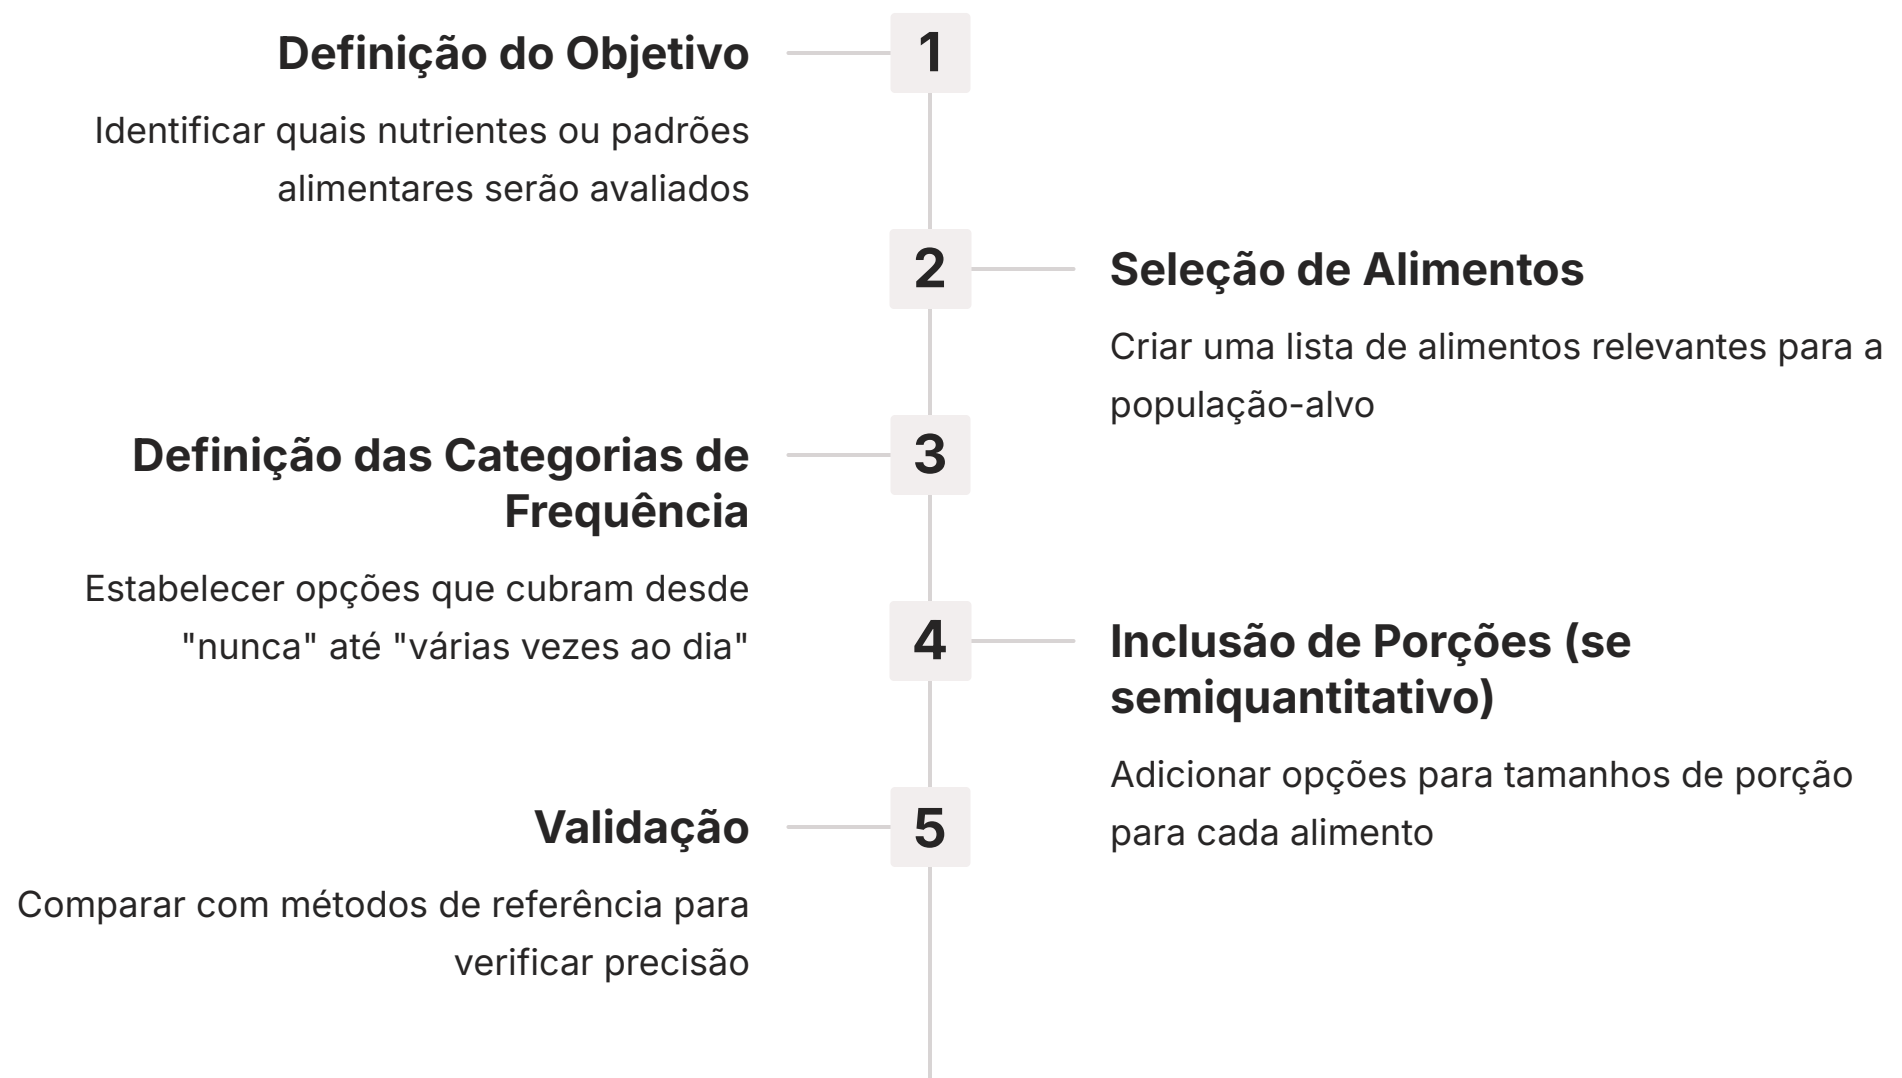 Definição do Objetivo
1
Identificar quais nutrientes ou padrões
alimentares serão avaliados
2
Seleção de Alimentos
Criar uma lista de alimentos relevantes para a
população-alvo
Definição das Categorias de
Frequência
3
Estabelecer opções que cubram desde
"nunca" até "várias vezes ao dia"
4
Inclusão de Porções (se
semiquantitativo)
Adicionar opções para tamanhos de porção
para cada alimento
Validação
5
Comparar com métodos de referência para
verificar precisão